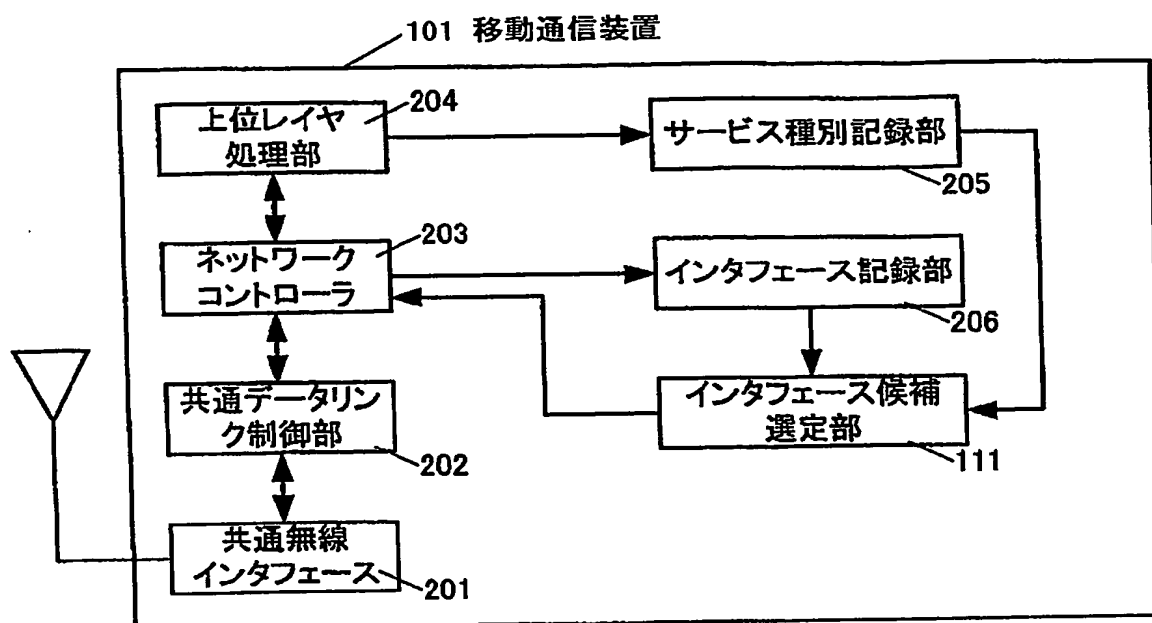 101 移動通信装置
204
上位レイヤ
処理部
サービス種別記録部
205
203
ネットワーク
コントローラ
インタフェース記録部
206
共通データリン
ク制御部
202
インタフェース候補
選定部
111
共通無線
インタフェース
201